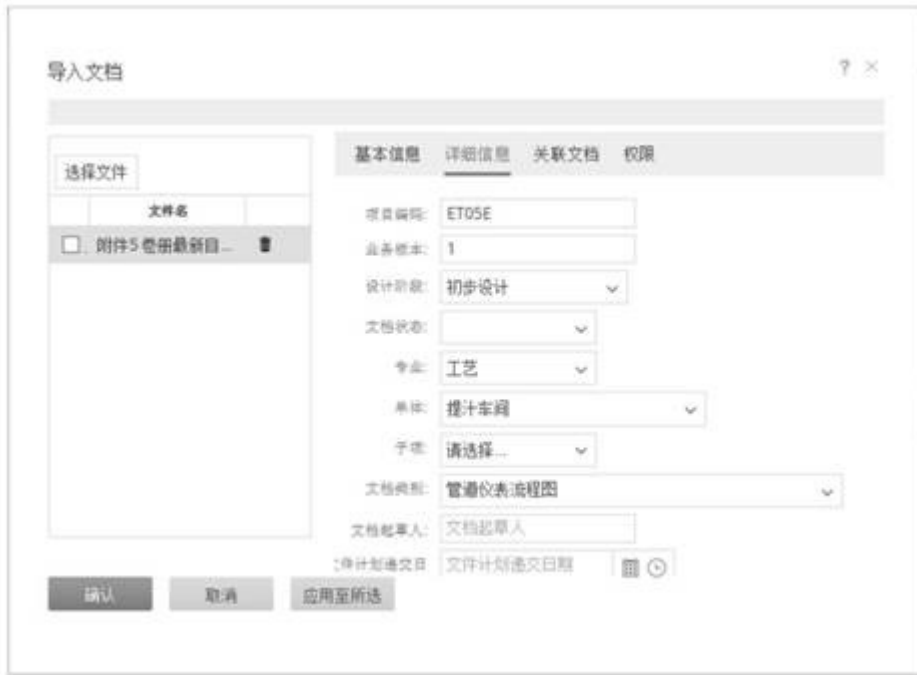 导入文档
?
选择文件
文件名
附件5卷册最新目...
基本信息 详细信息 关联文档 权限
项目编码: ET05E
业务版本: 1
设计阶段: 初步设计
文档状态:
专业: 工艺
单体: 提汁车间
子项: 请选择...
文档类别: 管道仪表流程图
文档起草人: 文档起草人
件计划递交日 文件计划递交日期
确认 取消 应用至所选